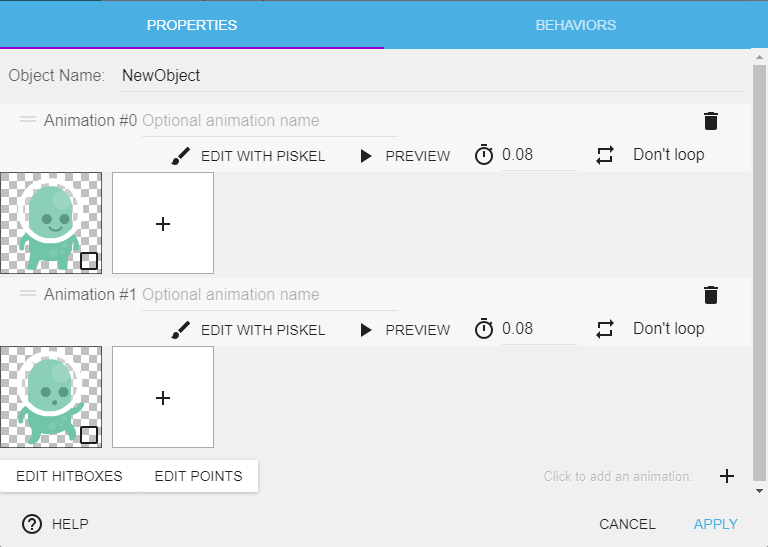 PROPERTIES BEHAVIORS
Object Name: NewObject
Animation #0 Optional animation name
EDIT WITH PISKEL PREVIEW 0.08 Don't loop
Animation #1 Optional animation name
EDIT WITH PISKEL PREVIEW 0.08 Don't loop
EDIT HITBOXES EDIT POINTS Click to add an animation:
HELP CANCEL APPLY